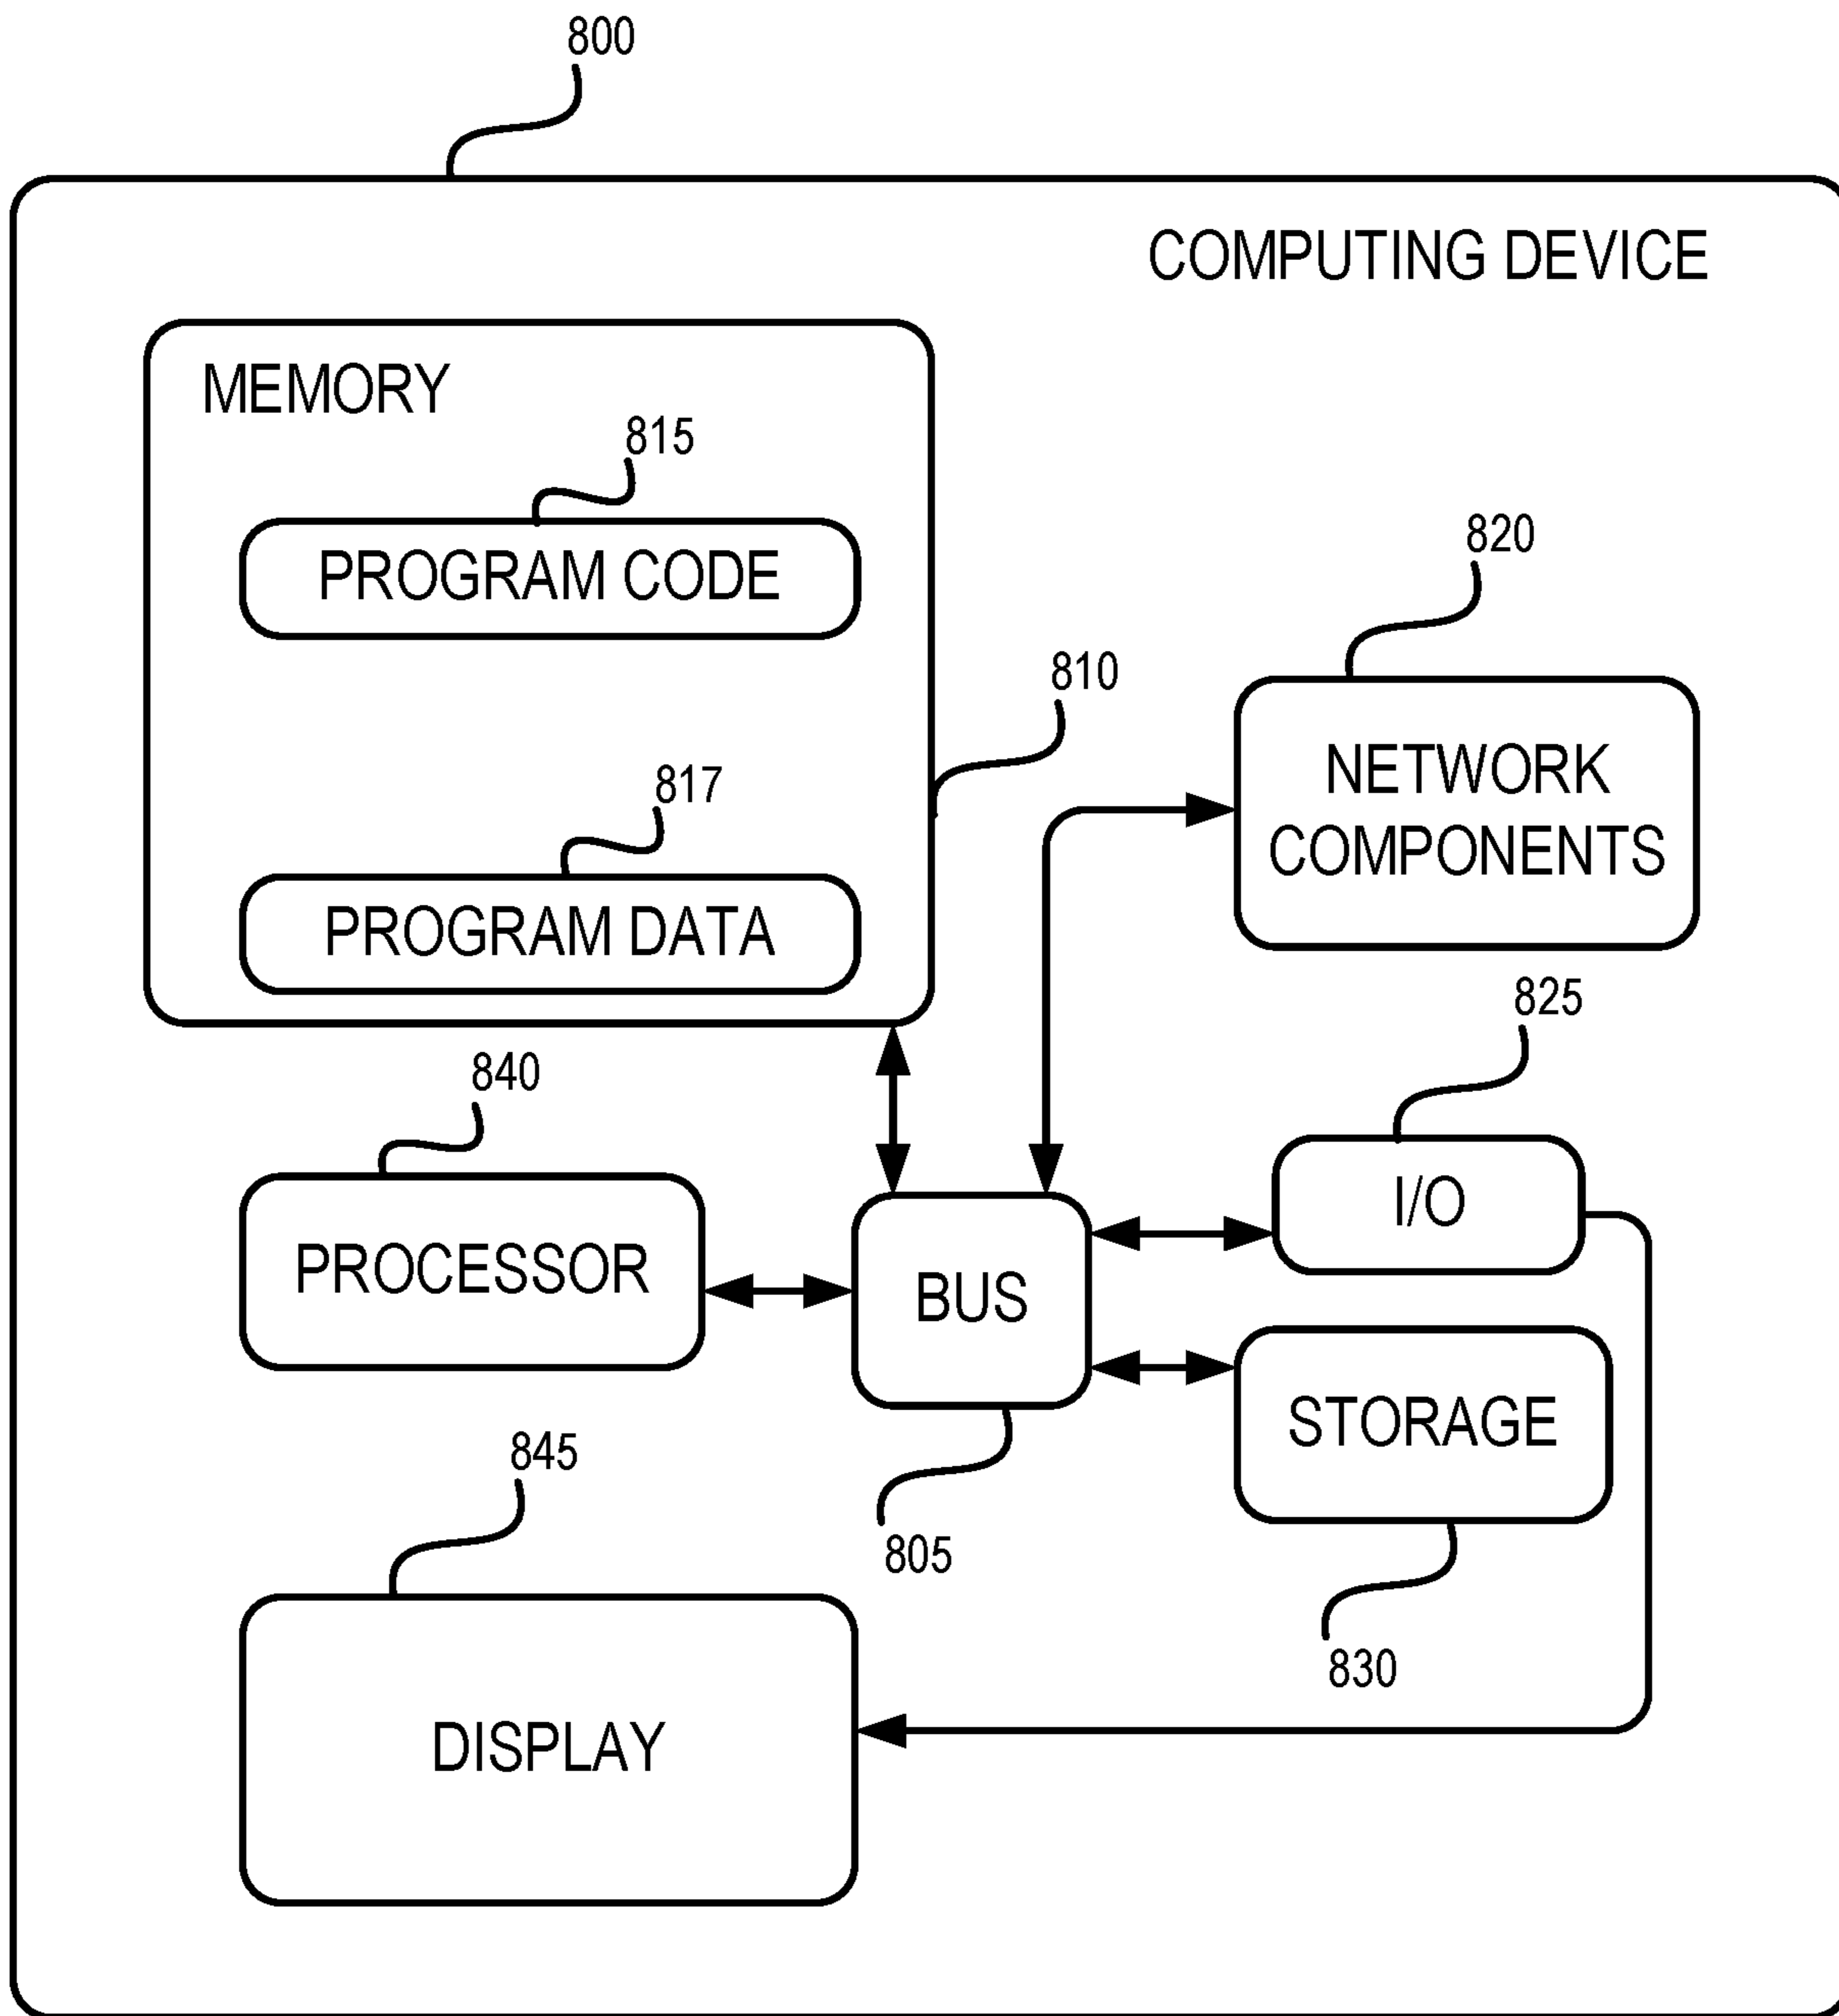 800
COMPUTING DEVICE
MEMORY
815
PROGRAM CODE
820
810
NETWORK
COMPONENTS
817
PROGRAM DATA
825
840
I/O
PROCESSOR
BUS
STORAGE
845
805
830
DISPLAY